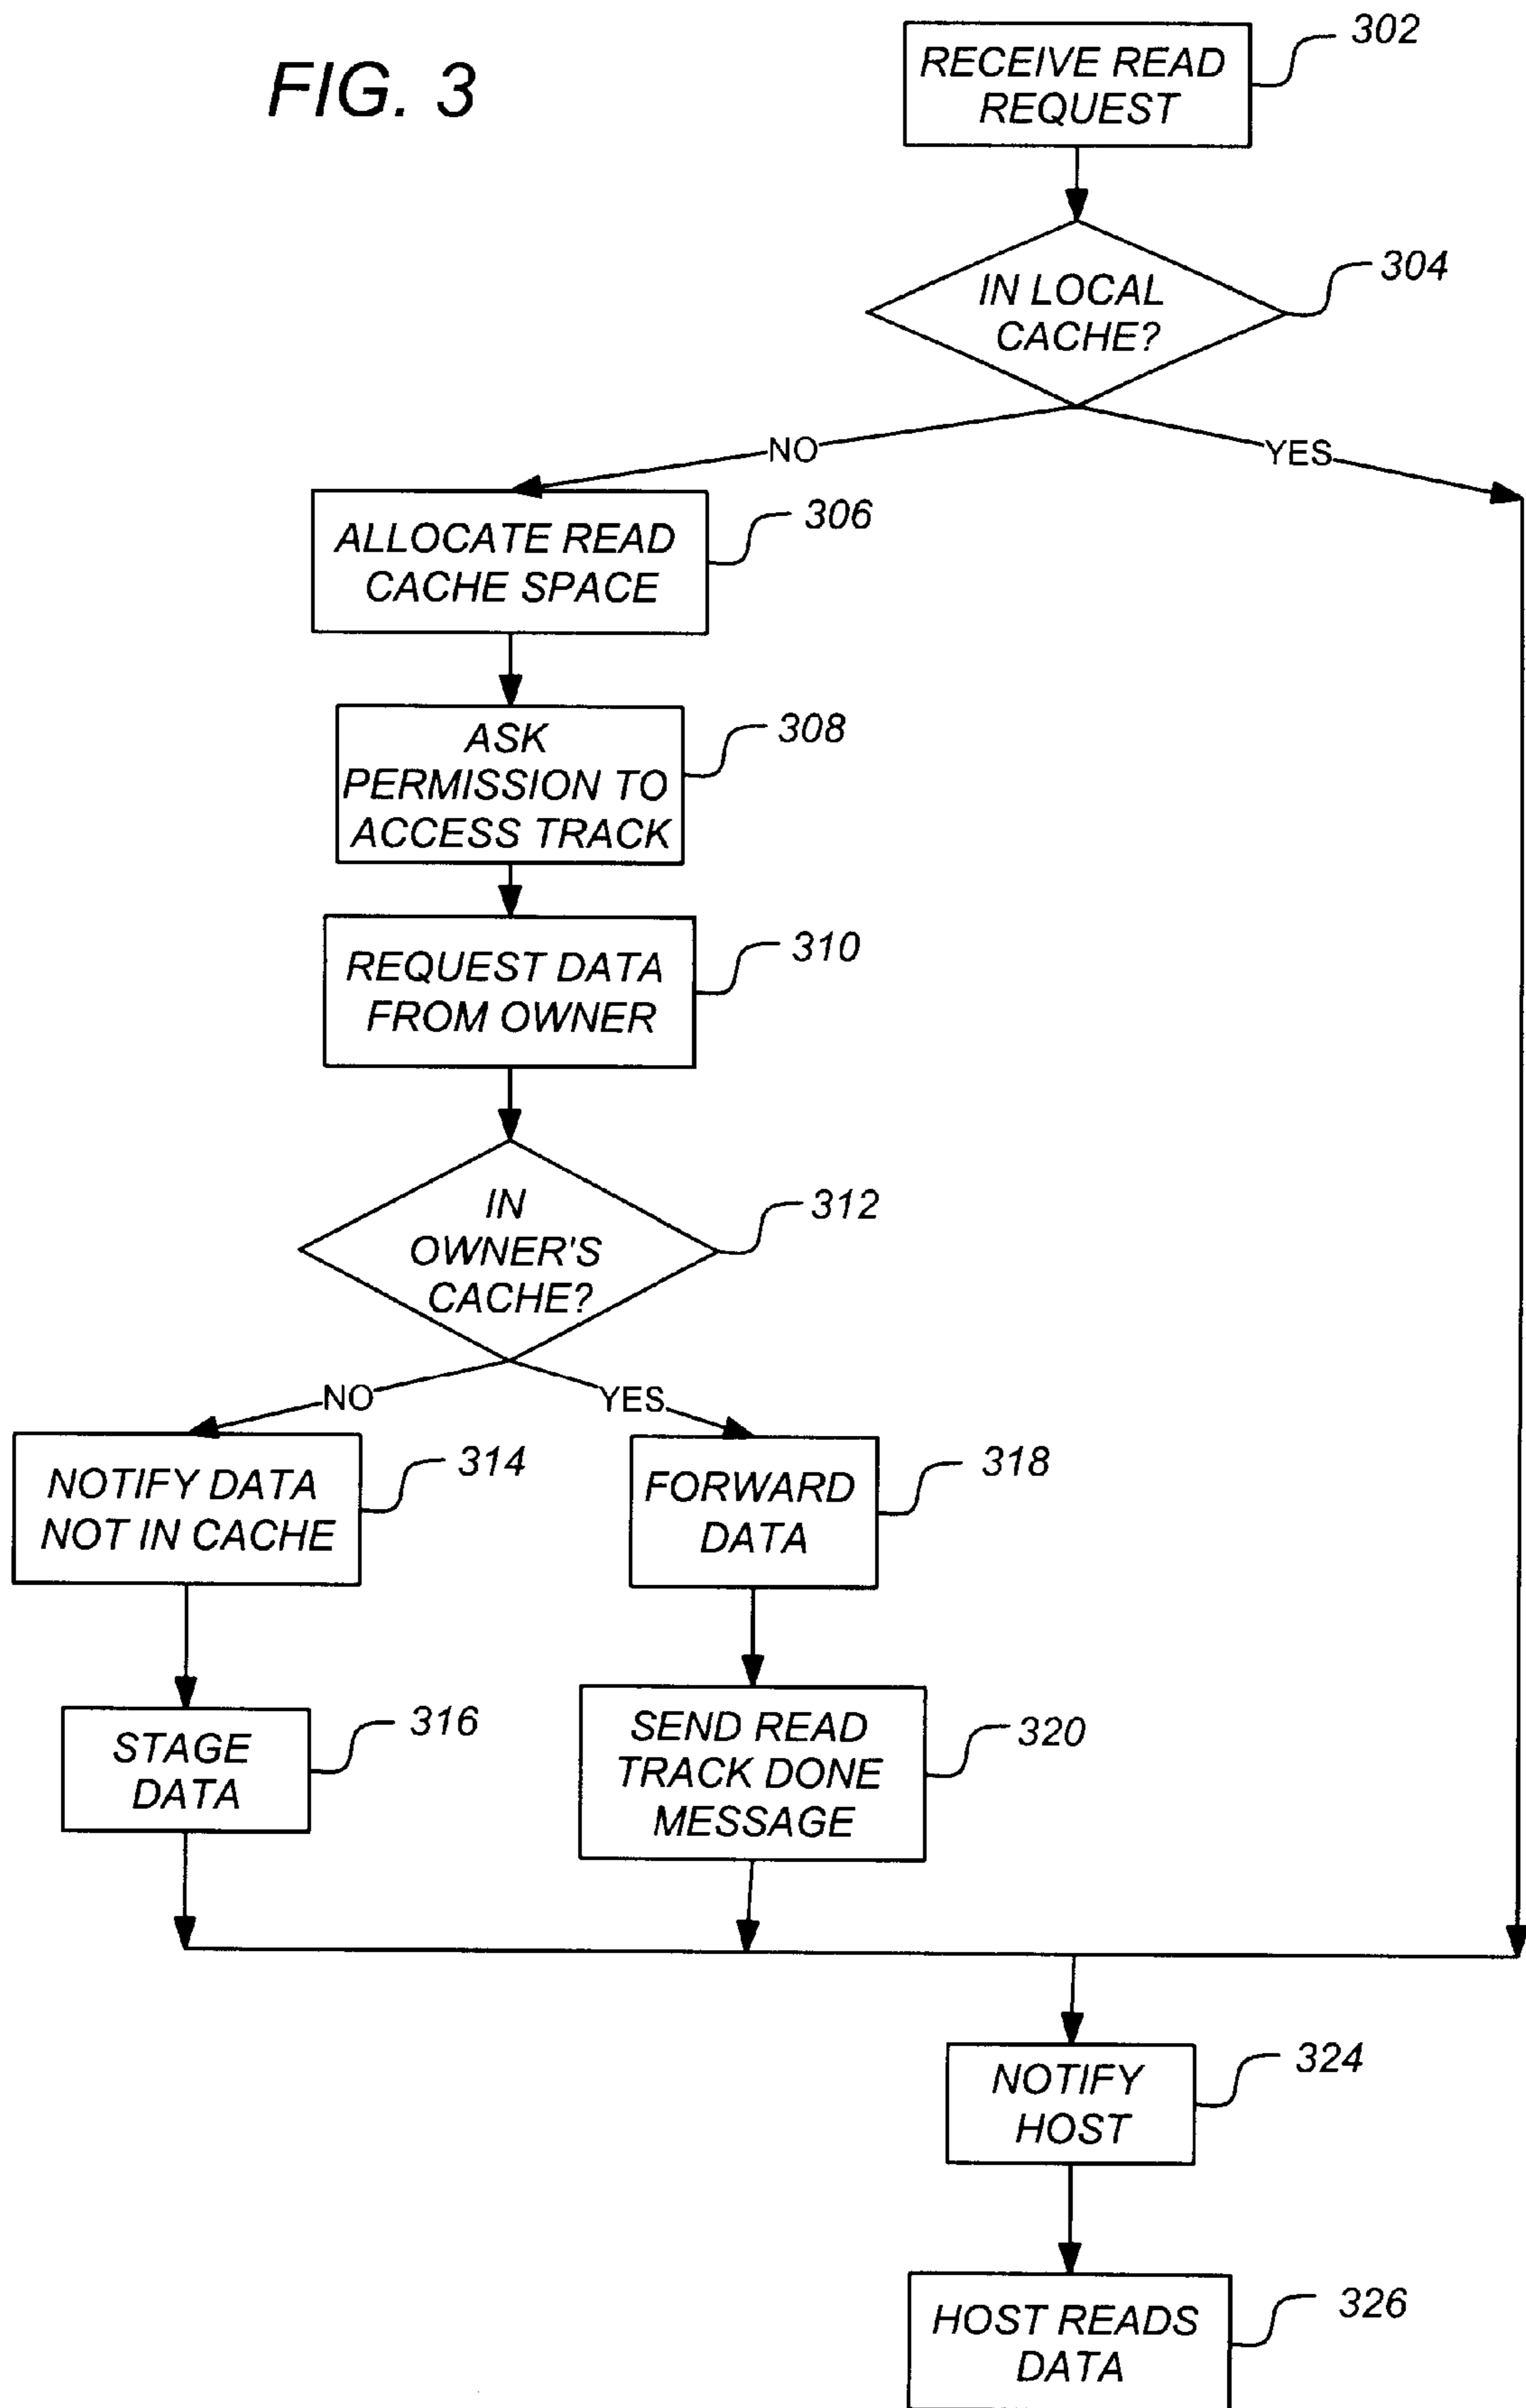 FIG. 3
RECEIVE READ
REQUEST
302
IN LOCAL
CACHE?
304
NO
YES
ALLOCATE READ
CACHE SPACE
306
ASK
PERMISSION TO
ACCESS TRACK
308
REQUEST DATA
FROM OWNER
310
IN
OWNER'S
CACHE?
312
NO
YES
NOTIFY DATA
NOT IN CACHE
314
FORWARD
DATA
318
STAGE
DATA
316
SEND READ
TRACK DONE
MESSAGE
320
NOTIFY
HOST
324
HOST READS
DATA
326